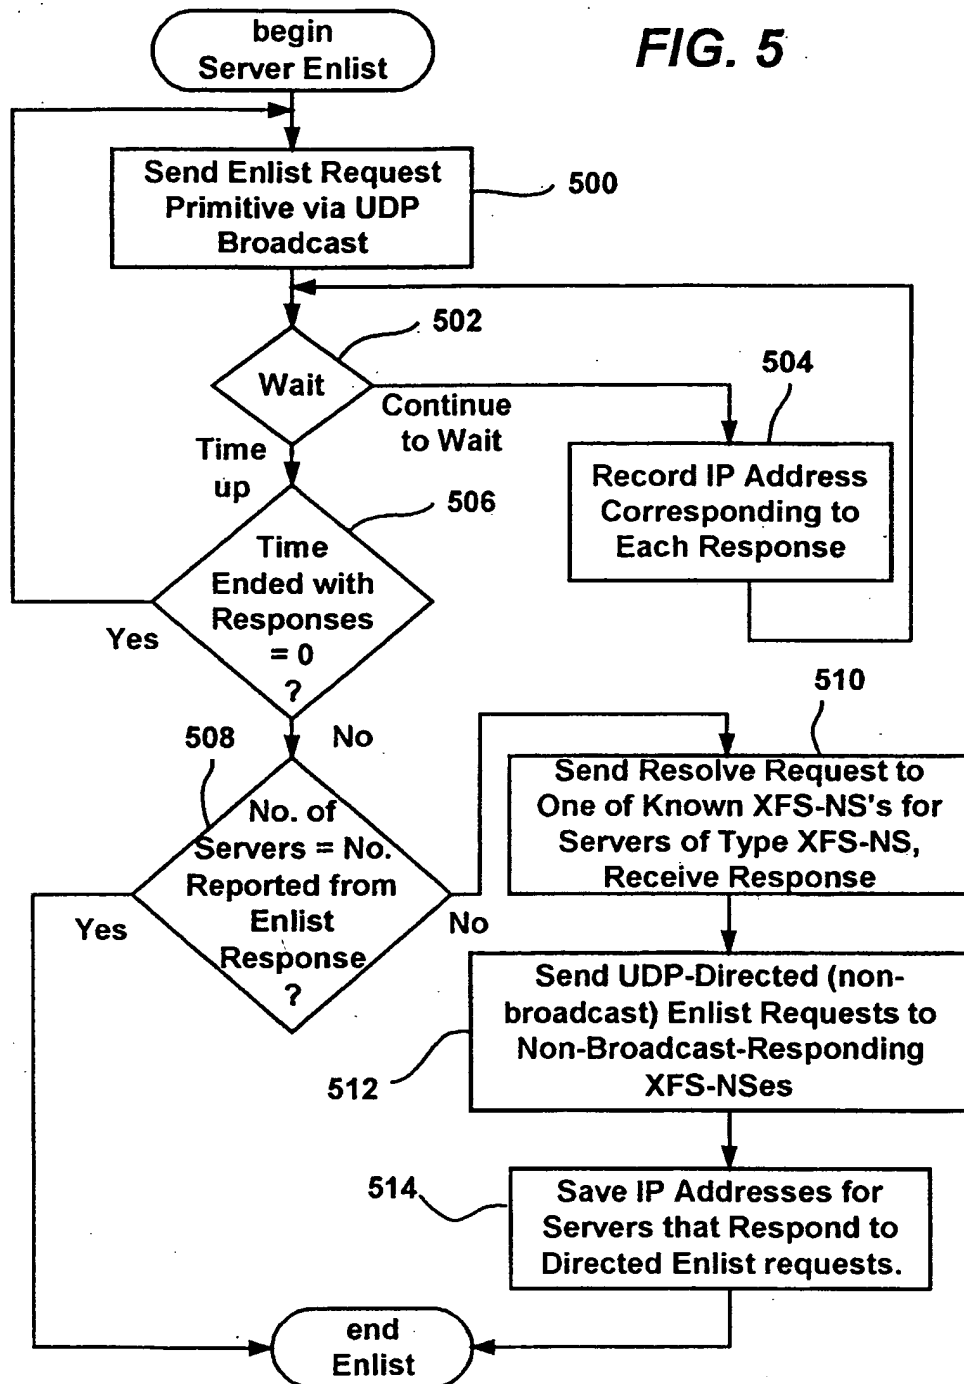 begin
Server Enlist
FIG. 5
Send Enlist Request
Primitive via UDP
Broadcast
500
502
Wait
Continue
to Wait
504
Record IP Address
Corresponding to
Each Response
Time
up
506
Time
Ended with
Responses
= 0
?
Yes
No
508
No. of
Servers = No.
Reported from
Enlist
Response
?
Yes
No
510
Send Resolve Request to
One of Known XFS-NS's for
Servers of Type XFS-NS,
Receive Response
Send UDP-Directed (non-
broadcast) Enlist Requests to
Non-Broadcast-Responding
XFS-NSes
512
514
Save IP Addresses for
Servers that Respond to
Directed Enlist requests.
end
Enlist